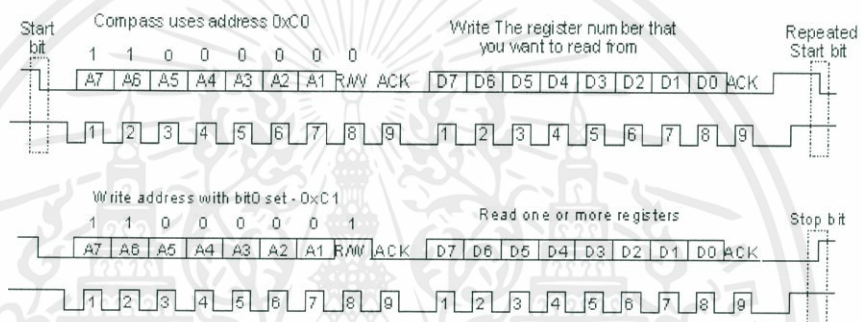 Start bit
Compass uses address 0xC0
Write The register number that
you want to read from
Repeated
Start bit
1 1 0 0 0 0 0 0
A7 A6 A5 A4 A3 A2 A1 R/W ACK D7 D6 D5 D4 D3 D2 D1 D0 ACK
1 2 3 4 5 6 7 8 9 1 2 3 4 5 6 7 8 9
Write address with bit0 set - 0xC1
Read one or more registers
Stop bit
1 1 0 0 0 0 0 1
A7 A6 A5 A4 A3 A2 A1 R/W ACK D7 D6 D5 D4 D3 D2 D1 D0 ACK
1 2 3 4 5 6 7 8 9 1 2 3 4 5 6 7 8 9